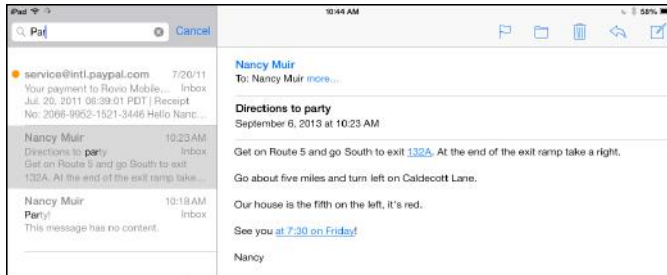 iPad
10:44 AM
58%
Par
Cancel
service@intl.paypal.com 7/20/11
Your payment to Rovio Mobile... Inbox
Jul. 20, 2011 06:39:01 PDT | Receipt
No: 2066-9952-1521-3446 Hello Nanc...
Nancy Muir 10:23 AM
Directions to party Inbox
Get on Route 5 and go South to exit
132A. At the end of the exit ramp take...
Nancy Muir 10:18 AM
Party! Inbox
This message has no content.
Nancy Muir
To: Nancy Muir more...
Directions to party
September 6, 2013 at 10:23 AM
Get on Route 5 and go South to exit 132A. At the end of the exit ramp take a right.
Go about five miles and turn left on Caldecott Lane.
Our house is the fifth on the left, it's red.
See you at 7:30 on Friday!
Nancy